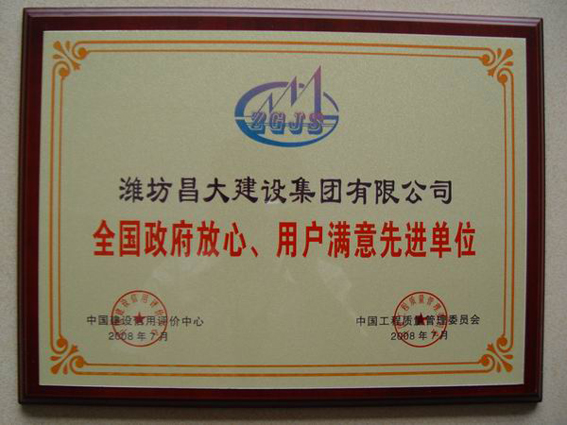 ZGJS
潍坊昌大建设集团有限公司
全国政府放心、用户满意先进单位
中国建设信用评价中心
2008年7月
中国工程质量管理委员会
2008年7月